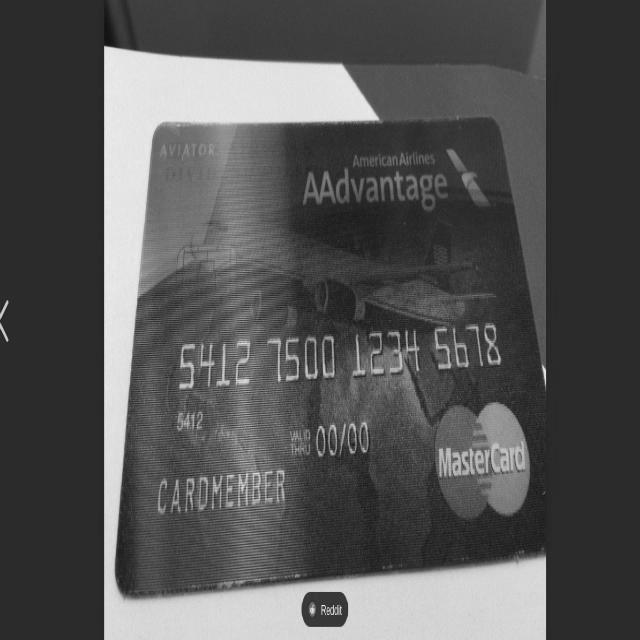 AVIATOR
American Airlines
AAdvantage
5412 7500 1234 5678
5412
VALID
THRU
00/00
CARDMEMBER
MasterCard
Reddit